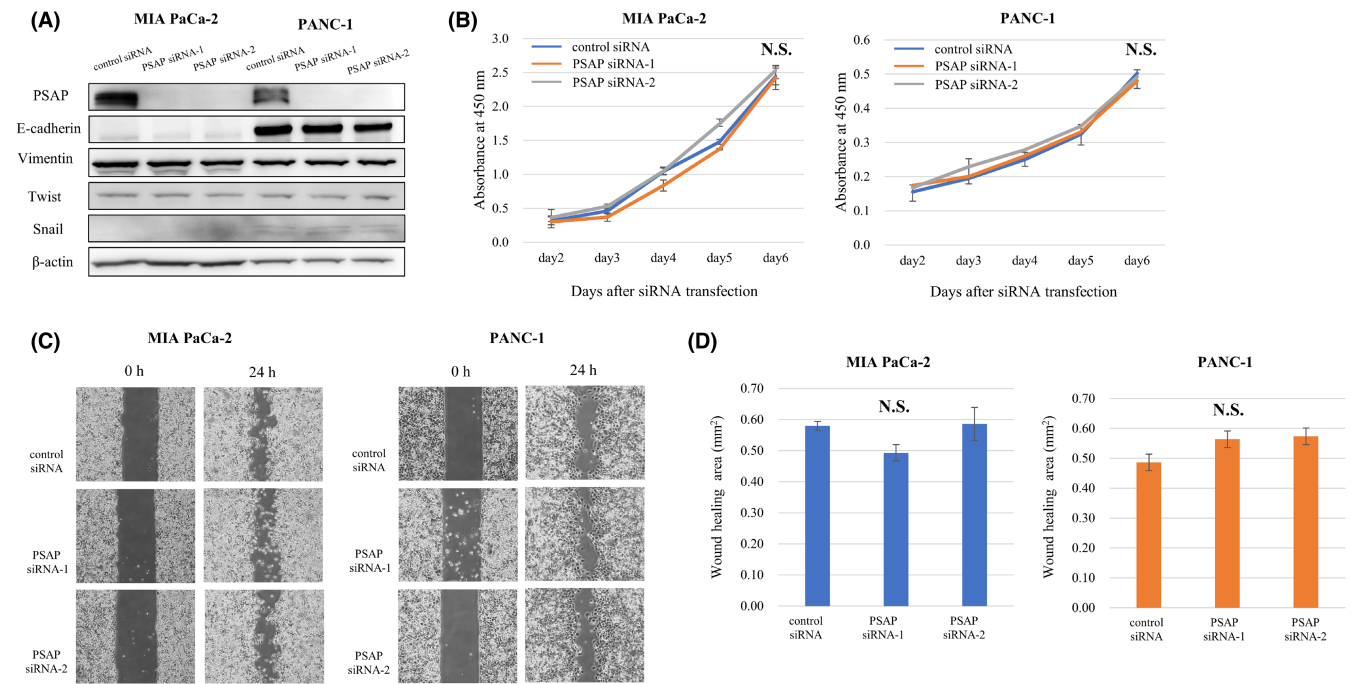 (A)
MIA PaCa-2
PANC-1
control siRNA
PSAP siRNA-1
PSAP siRNA-2
control siRNA
PSAP siRNA-1
PSAP siRNA-2
PSAP
E-cadherin
Vimentin
Twist
Snail
β-actin
(B)
MIA PaCa-2
3.0
2.5
2.0
1.5
1.0
0.5
0.0
Absorbance at 450 nm
control siRNA
PSAP siRNA-1
PSAP siRNA-2
N.S.
day2 day3 day4 day5 day6
Days after siRNA transfection
PANC-1
0.6
0.5
0.4
0.3
0.2
0.1
0.0
Absorbance at 450 nm
control siRNA
PSAP siRNA-1
PSAP siRNA-2
N.S.
day2 day3 day4 day5 day6
Days after siRNA transfection
(C)
MIA PaCa-2
0 h 24 h
control
siRNA
PSAP
siRNA-1
PSAP
siRNA-2
PANC-1
0 h 24 h
control
siRNA
PSAP
siRNA-1
PSAP
siRNA-2
(D)
MIA PaCa-2
0.70
0.60
0.50
0.40
0.30
0.20
0.10
0.00
Wound healing area (mm²)
N.S.
control
siRNA
PSAP
siRNA-1
PSAP
siRNA-2
PANC-1
0.70
0.60
0.50
0.40
0.30
0.20
0.10
0.00
Wound healing area (mm²)
N.S.
control
siRNA
PSAP
siRNA-1
PSAP
siRNA-2